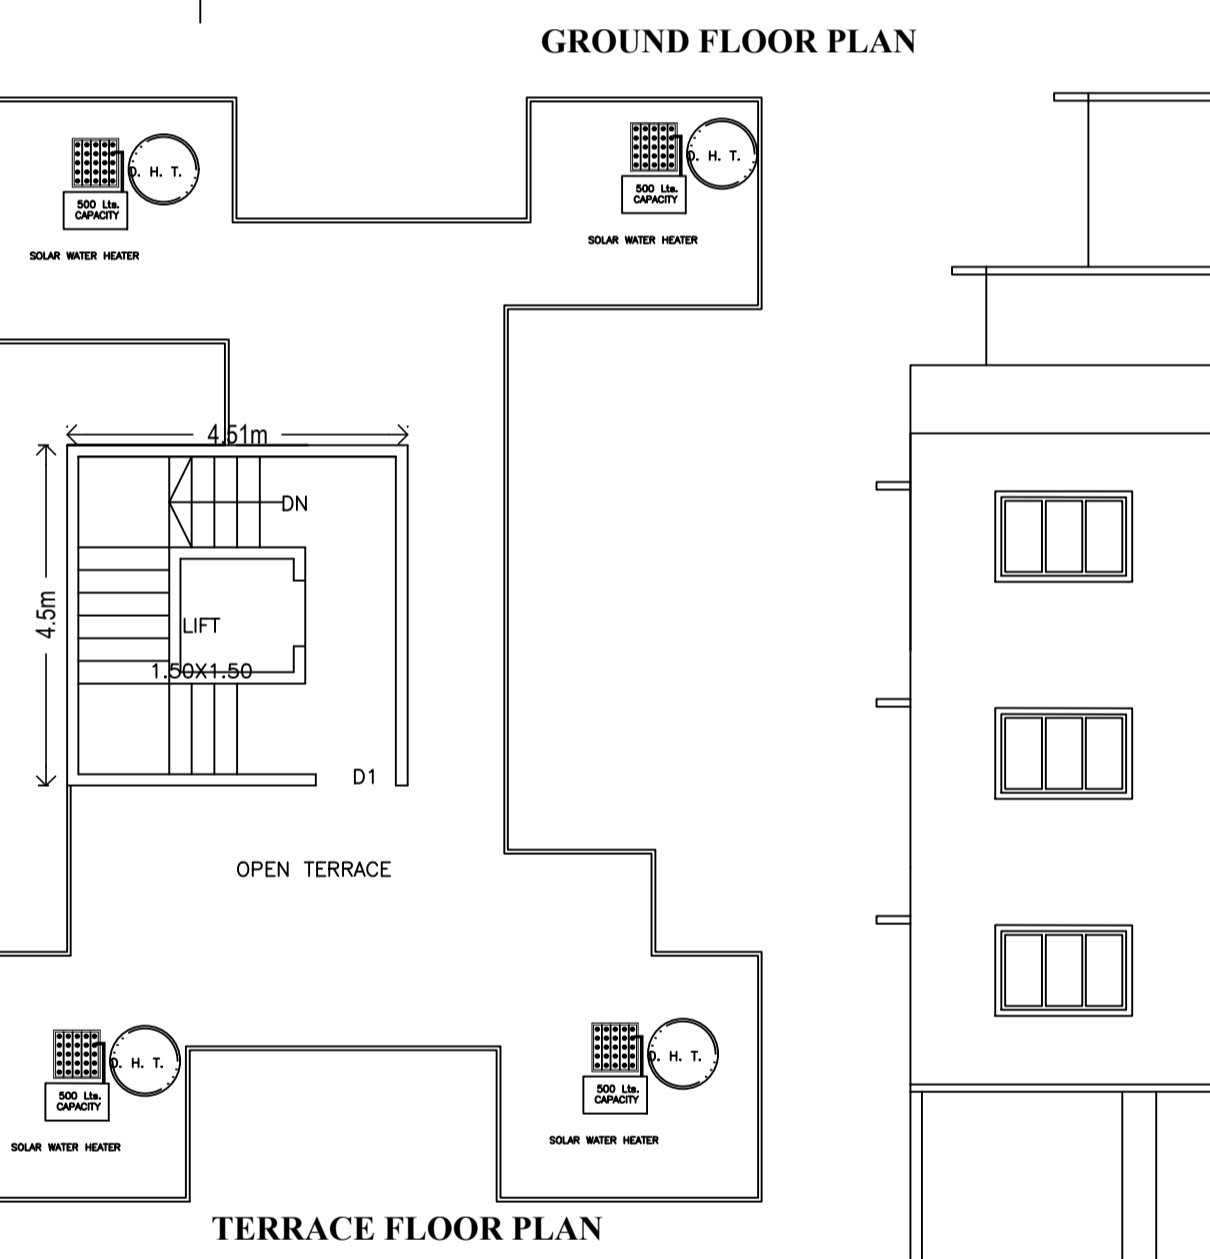 GROUND FLOOR PLAN
D. H. T.
500 Lts.
CAPACITY
SOLAR WATER HEATER
D. H. T.
500 Lts.
CAPACITY
SOLAR WATER HEATER
4.51m
DN
4.5m
LIFT
1.50X1.50
D1
OPEN TERRACE
D. H. T.
500 Lts.
CAPACITY
SOLAR WATER HEATER
D. H. T.
500 Lts.
CAPACITY
SOLAR WATER HEATER
TERRACE FLOOR PLAN